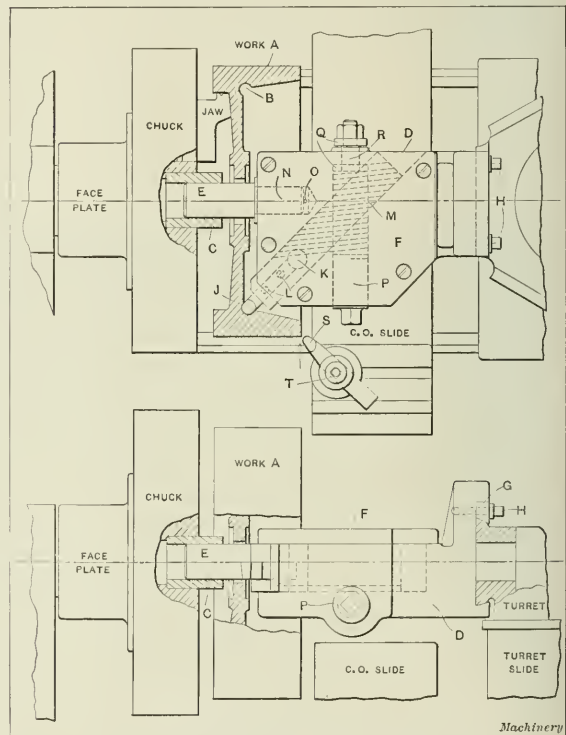 WORK A
B
JAW
CHUCK
Q
R
D
FACE
PLATE
E
N
O
H
M
C
F
K
L
J
P
S
C.O. SLIDE
T
WORK A
CHUCK
G
F
H
FACE
PLATE
E
P
C
D
TURRET
C.O. SLIDE
TURRET
SLIDE
Machinery